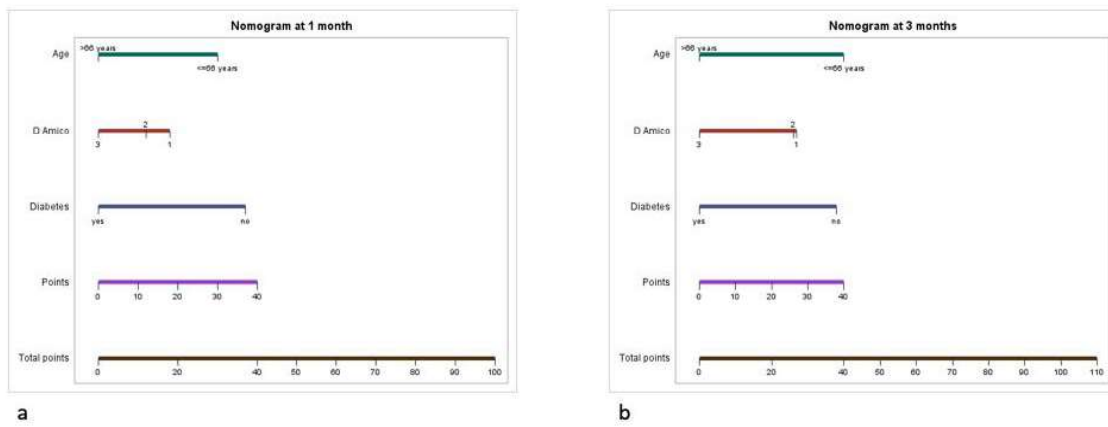 Nomogram at 1 month
Age
>66 years
<=66 years
D Amico
2
3 1
Diabetes
yes no
Points
0 10 20 30 40
Total points
0 20 40 50 60 70 80 90 100
a
Nomogram at 3 months
Age
>66 years
<=66 years
D Amico
2
3 1
Diabetes
yes no
Points
0 10 20 30 40
Total points
0 20 40 50 60 70 80 90 100 110
b